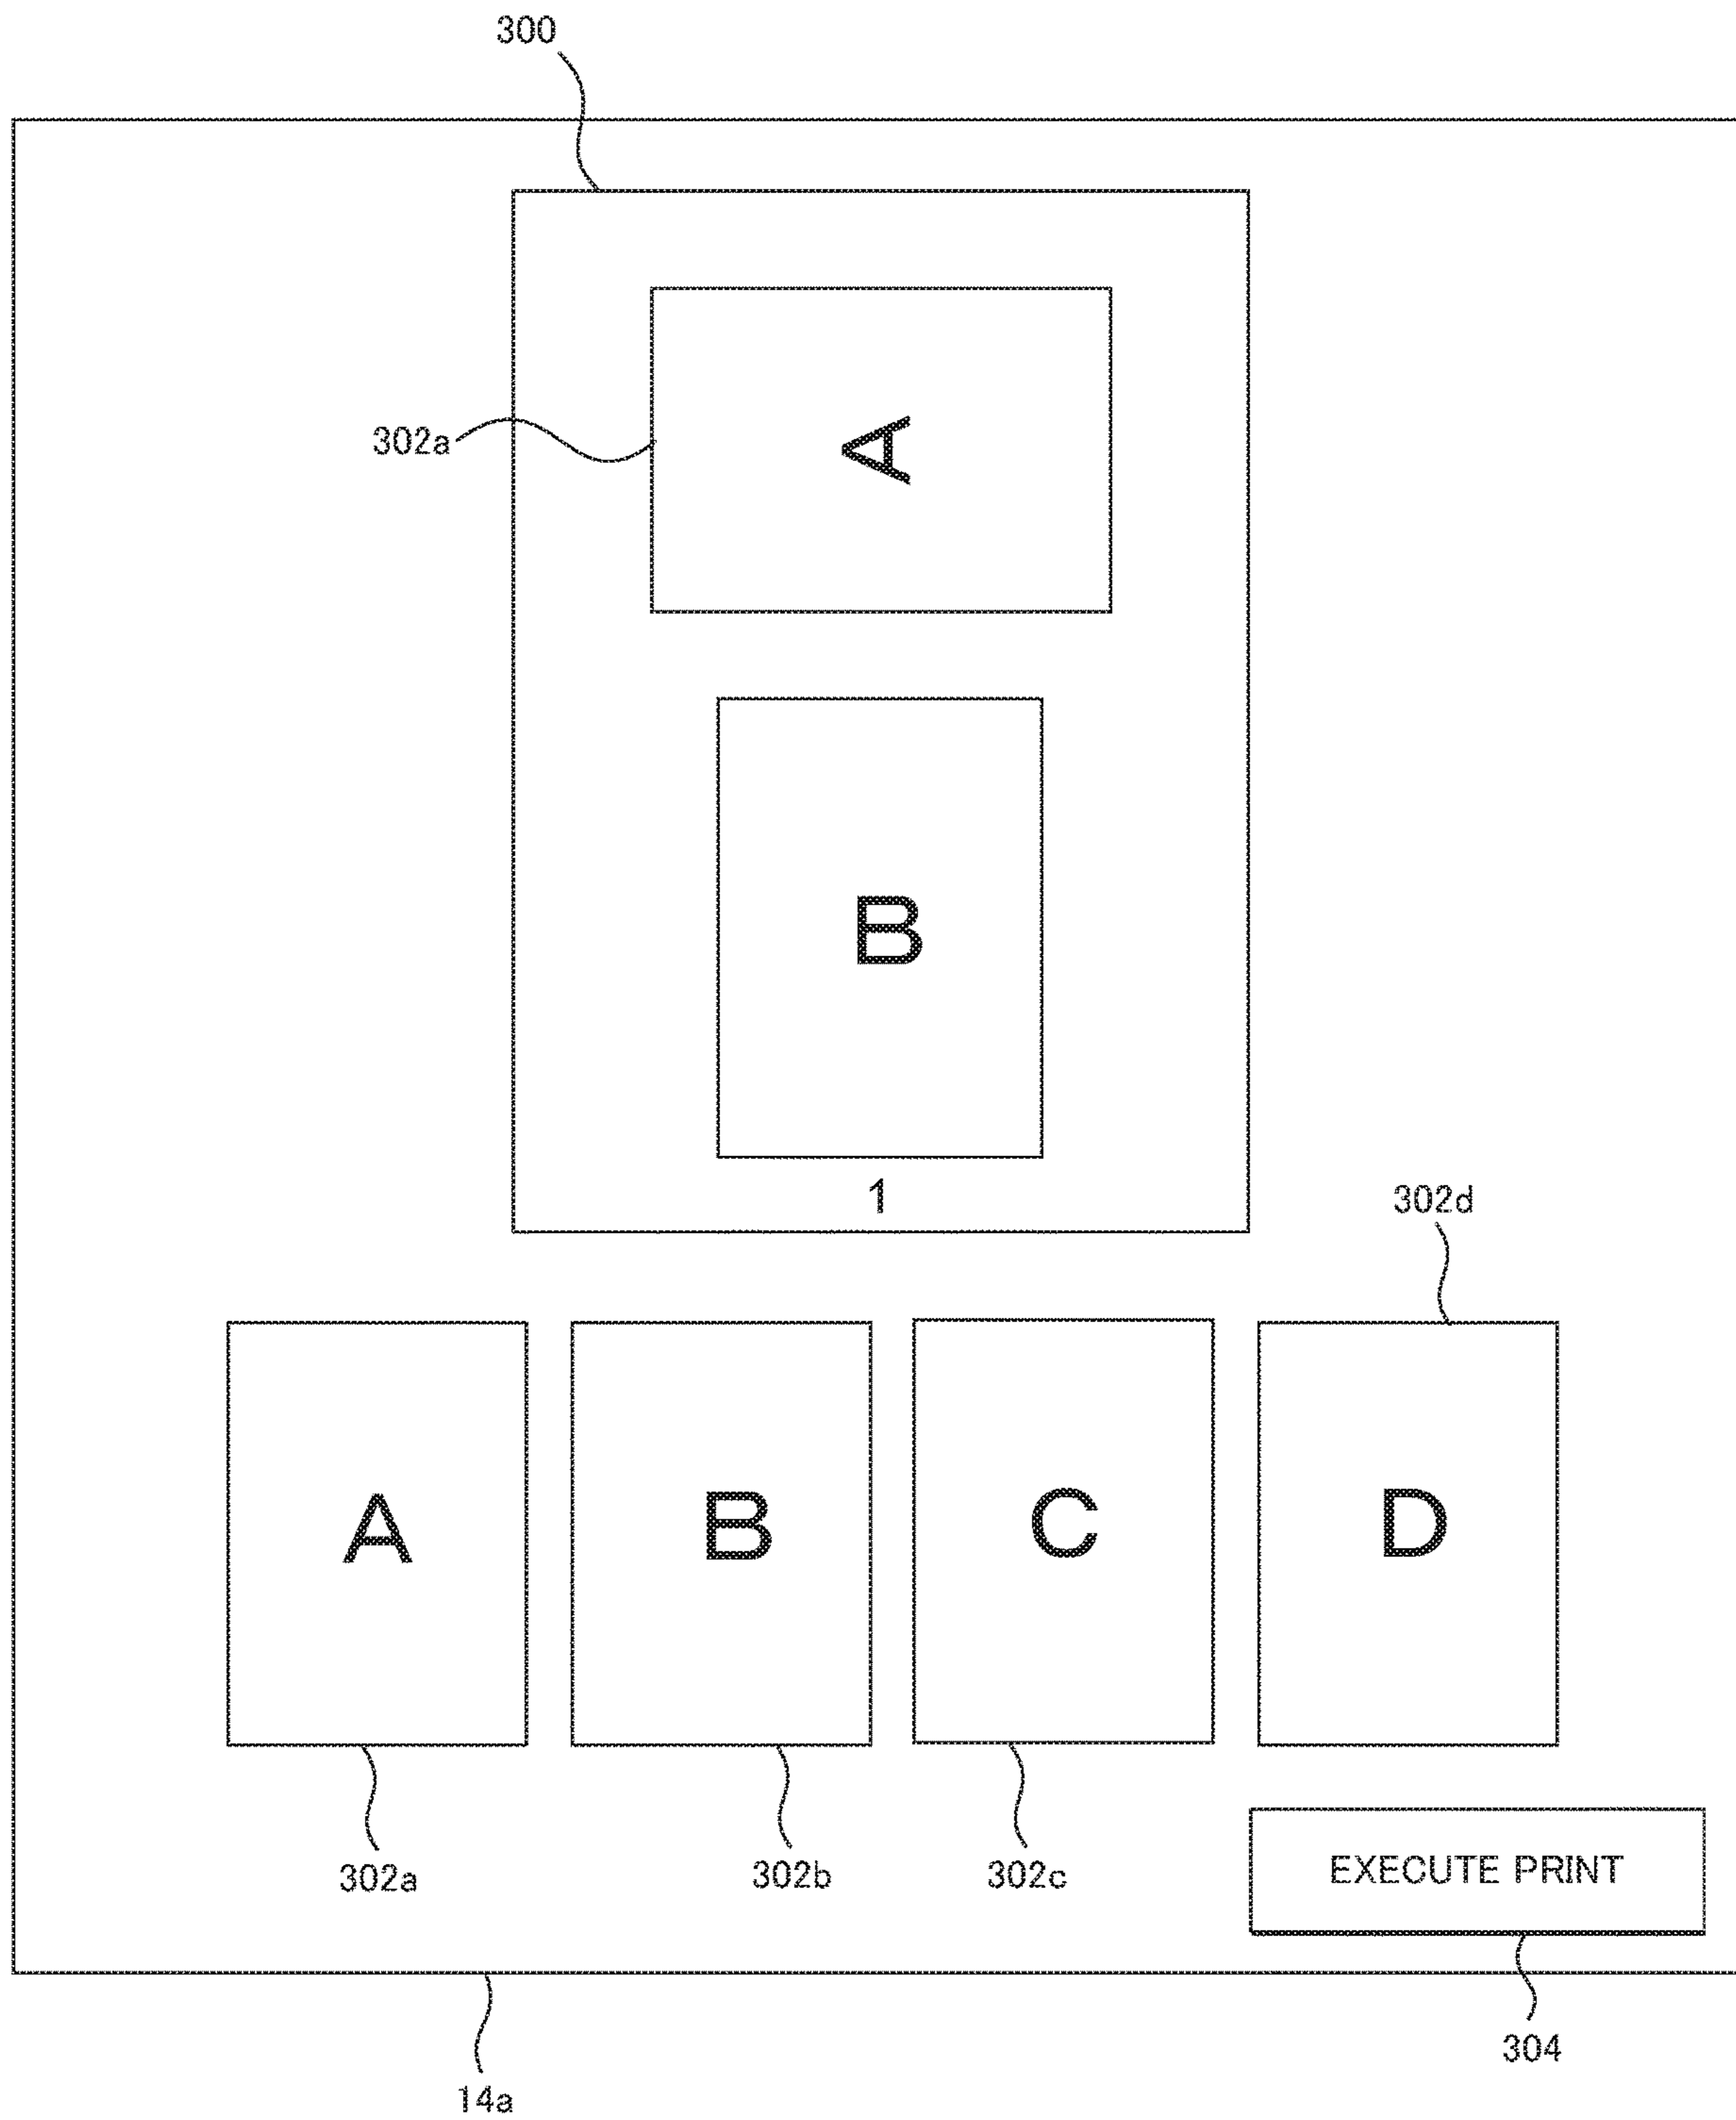 300
302a
A
B
1
302d
A
B
C
D
302a
302b
302c
EXECUTE PRINT
304
14a